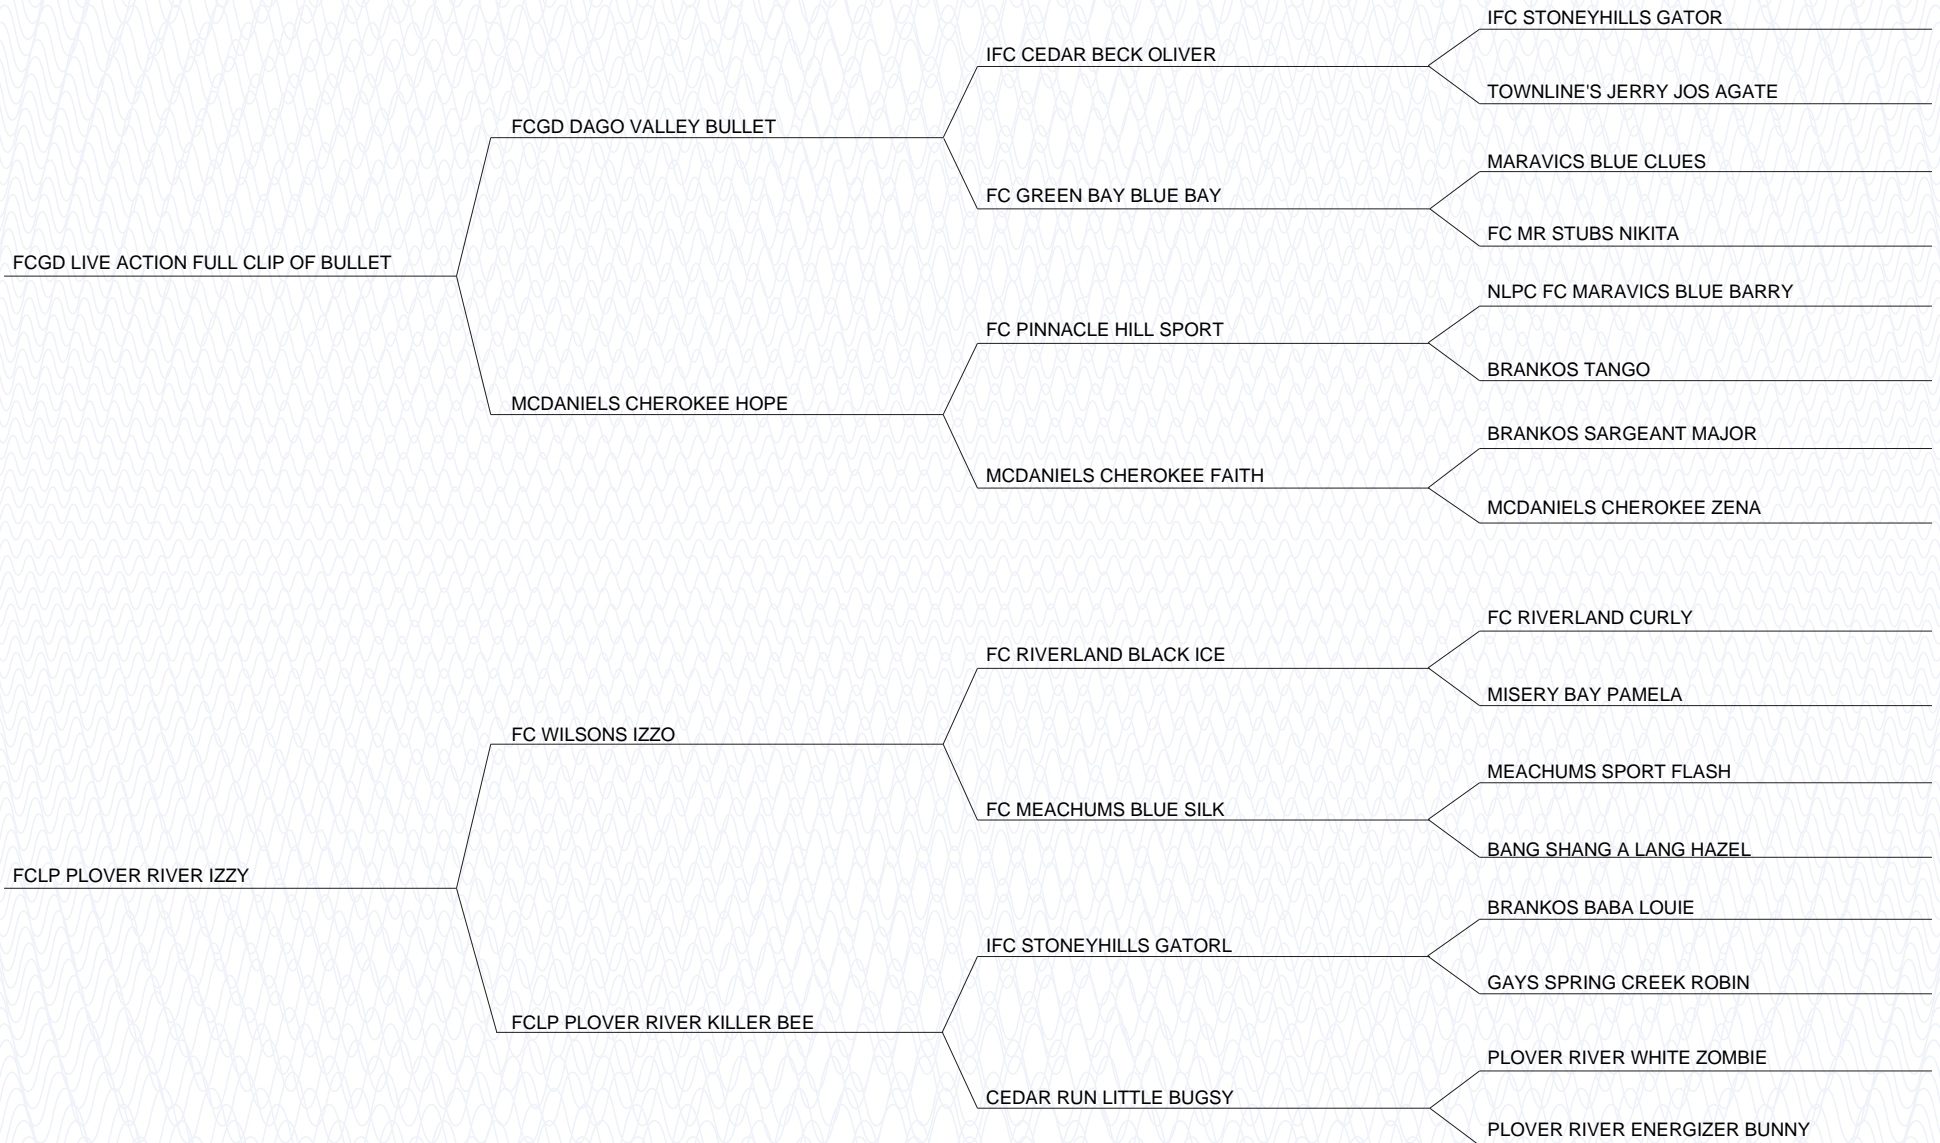 IFC STONEYHILLS GATOR
IFC CEDAR BECK OLIVER
TOWNLINE'S JERRY JOS AGATE
FCGD DAGO VALLEY BULLET
MARAVICS BLUE CLUES
FC GREEN BAY BLUE BAY
FC MR STUBS NIKITA
FCGD LIVE ACTION FULL CLIP OF BULLET
NLPC FC MARAVICS BLUE BARRY
FC PINNACLE HILL SPORT
BRANKOS TANGO
MCDANIELS CHEROKEE HOPE
BRANKOS SARGEANT MAJOR
MCDANIELS CHEROKEE FAITH
MCDANIELS CHEROKEE ZENA
FC RIVERLAND CURLY
FC RIVERLAND BLACK ICE
MISERY BAY PAMELA
FC WILSONS IZZO
MEACHUMS SPORT FLASH
FC MEACHUMS BLUE SILK
BANG SHANG A LANG HAZEL
FCLP PLOVER RIVER IZZY
BRANKOS BABA LOUIE
IFC STONEYHILLS GATORL
GAYS SPRING CREEK ROBIN
FCLP PLOVER RIVER KILLER BEE
PLOVER RIVER WHITE ZOMBIE
CEDAR RUN LITTLE BUGSY
PLOVER RIVER ENERGIZER BUNNY